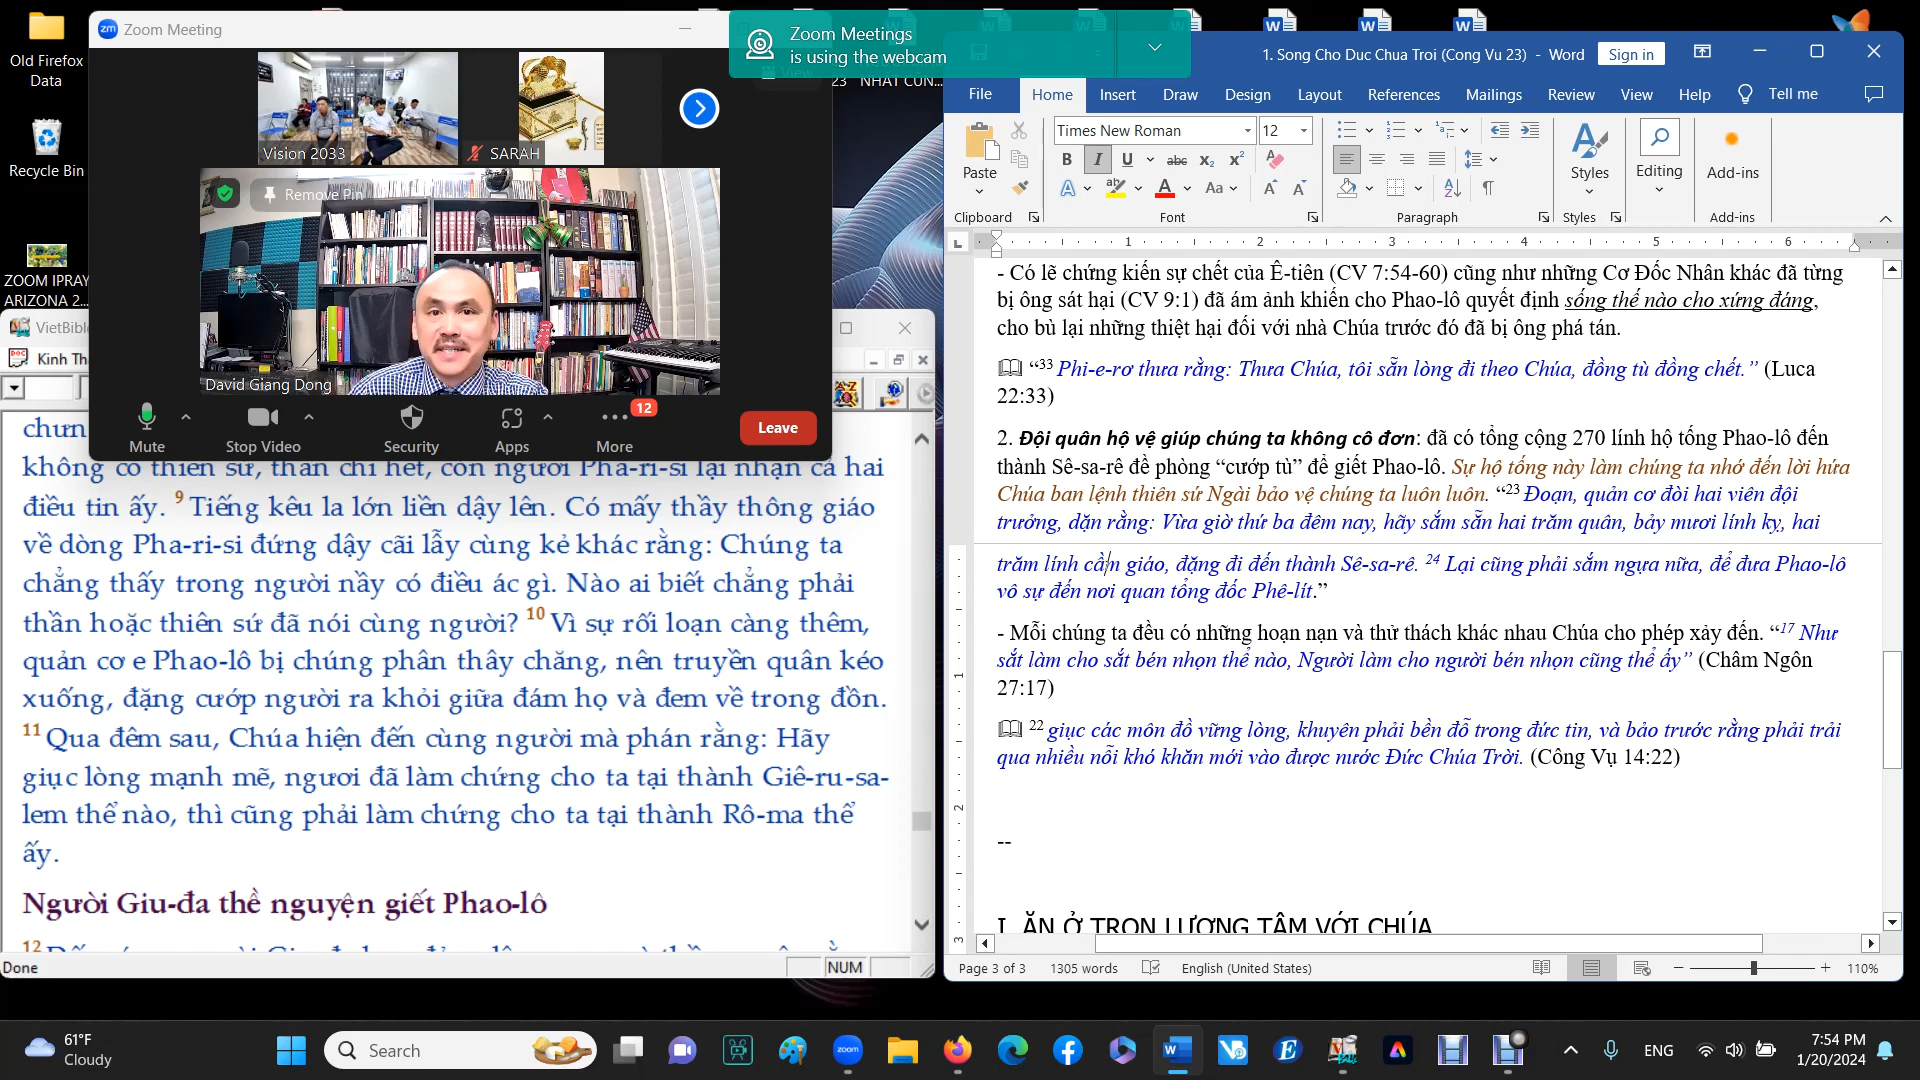 Old Firefox
Data
Recycle Bin
ZOOM IPRAY
ARIZONA 2...
Zoom Meeting
Vision 2033
SARAH
Remove Pin
David Giang Dong
Mute
Stop Video
Security
Apps
More
12
Leave
Zoom Meetings
is using the webcam
23
NHAT CUN...
VietBible
Kinh Th
không có thiên sứ, thần chi hết, còn người Pha-ri-si lại nhận cả hai
điều tin ấy. 9 Tiếng kêu la lớn liền dậy lên. Có mấy thầy thông giáo
về dòng Pha-ri-si đứng dậy cãi lẫy cùng kẻ khác rằng: Chúng ta
chẳng thấy trong người nầy có điều ác gì. Nào ai biết chẳng phải
thần hoặc thiên sứ đã nói cùng người? 10 Vì sự rối loạn càng thêm,
quản cơ e Phao-lô bị chúng phân thây chăng, nên truyền quân kéo
xuống, đặng cướp người ra khỏi giữa đám họ và đem về trong đồn.
11 Qua đêm sau, Chúa hiện đến cùng người mà phán rằng: Hãy
giục lòng mạnh mẽ, ngươi đã làm chứng cho ta tại thành Giê-ru-sa-
lem thể nào, thì cũng phải làm chứng cho ta tại thành Rô-ma thể
ấy.
Người Giu-đa thề nguyện giết Phao-lô
12
Done
NUM
1. Song Cho Duc Chua Troi (Cong Vu 23) - Word
Sign in
File Home Insert Draw Design Layout References Mailings Review View Help Tell me
Paste
Times New Roman 12
Styles
Editing
Add-ins
Clipboard Font Paragraph Styles Add-ins
1 2 3 4 5 6
- Có lẽ chứng kiến sự chết của Ê-tiên (CV 7:54-60) cũng như những Cơ Đốc Nhân khác đã từng
bị ông sát hại (CV 9:1) đã ám ảnh khiến cho Phao-lô quyết định sống thế nào cho xứng đáng,
cho bù lại những thiệt hại đối với nhà Chúa trước đó đã bị ông phá tán.
“33 Phi-e-rơ thưa rằng: Thưa Chúa, tôi sẵn lòng đi theo Chúa, đồng tù đồng chết.” (Luca
22:33)
2. Đội quân hộ vệ giúp chúng ta không cô đơn: đã có tổng cộng 270 lính hộ tống Phao-lô đến
thành Sê-sa-rê đề phòng “cướp tù” để giết Phao-lô. Sự hộ tống này làm chúng ta nhớ đến lời hứa
Chúa ban lệnh thiên sứ Ngài bảo vệ chúng ta luôn luôn. “23 Đoạn, quản cơ đòi hai viên đội
trưởng, dặn rằng: Vừa giờ thứ ba đêm nay, hãy sắm sẵn hai trăm quân, bảy mươi lính kỵ, hai
trăm lính cầm giáo, đặng đi đến thành Sê-sa-rê. 24 Lại cũng phải sắm ngựa nữa, để đưa Phao-lô
vô sự đến nơi quan tổng đốc Phê-lít.”
- Mỗi chúng ta đều có những hoạn nạn và thử thách khác nhau Chúa cho phép xảy đến. “17 Như
sắt làm cho sắt bén nhọn thể nào, Người làm cho người bén nhọn cũng thể ấy” (Châm Ngôn
27:17)
22 giục các môn đồ vững lòng, khuyên phải bền đỗ trong đức tin, và bảo trước rằng phải trải
qua nhiều nỗi khó khăn mới vào được nước Đức Chúa Trời. (Công Vụ 14:22)
--
I. ĂN Ở TRỌN LƯƠNG TÂM VỚI CHÚA
Page 3 of 3 1305 words English (United States) 110%
61°F
Cloudy
Search
ENG
7:54 PM
1/20/2024